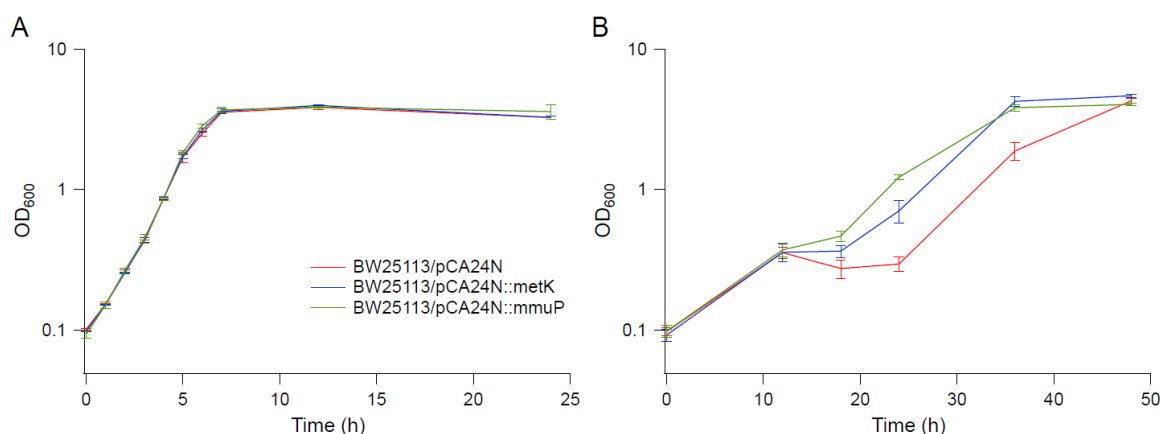 A
B
10
1
0.1
OD600
0
5
10
15
20
25
Time (h)
BW25113/pCA24N
BW25113/pCA24N::metK
BW25113/pCA24N::mmuP
10
1
0.1
OD600
0
10
20
30
40
50
Time (h)